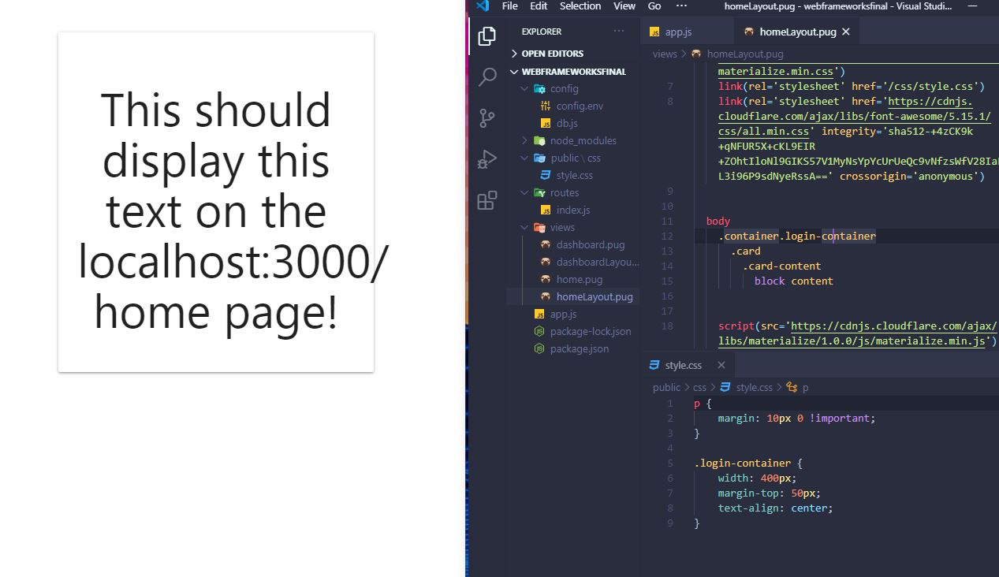 This should
display this
text on the
localhost:3000/
home page!
File Edit Selection View Go ··· homeLayout.pug - webframeworksfinal - Visual Studi...
EXPLORER ···
OPEN EDITORS
WEBFRAMEWORKSFINAL
config
config.env
db.js
node_modules
public \ css
style.css
routes
index.js
views
dashboard.pug
dashboardLayou...
home.pug
homeLayout.pug
app.js
package-lock.json
package.json
app.js homeLayout.pug
views > homeLayout.pug
materialize.min.css')
7 link(rel='stylesheet' href='/css/style.css')
8 link(rel='stylesheet' href='https://cdnjs.
cloudflare.com/ajax/libs/font-awesome/5.15.1/
css/all.min.css' integrity='sha512-+4zCK9k
+qNFUR5X+cKL9EIR
+ZOhtIloNl9GIKS57V1MyNsYpYcUrUeQc9vNfzsWfV28IaL
L3i96P9sdNyeRssA==' crossorigin='anonymous')
9
10
11 body
12 .container.login-container
13 .card
14 .card-content
15 block content
16
17
18 script(src='https://cdnjs.cloudflare.com/ajax/
libs/materialize/1.0.0/js/materialize.min.js')
style.css
public > css > style.css > p
1 p {
2 margin: 10px 0 !important;
3 }
4
5 .login-container {
6 width: 400px;
7 margin-top: 50px;
8 text-align: center;
9 }